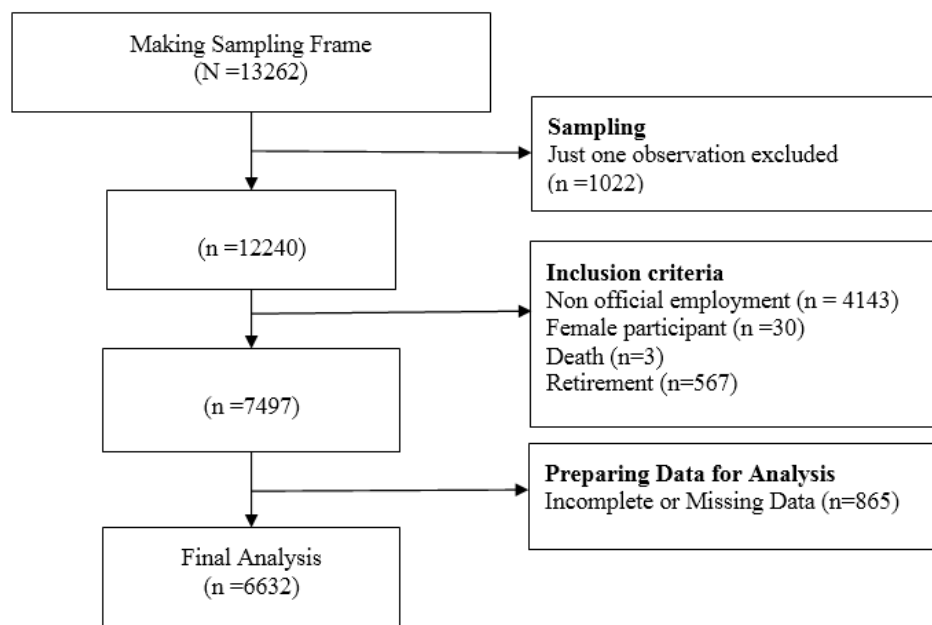 Making Sampling Frame
(N =13262)
Sampling
Just one observation excluded
(n =1022)
(n =12240)
Inclusion criteria
Non official employment (n = 4143)
Female participant (n =30)
Death (n=3)
Retirement (n=567)
(n =7497)
Preparing Data for Analysis
Incomplete or Missing Data (n=865)
Final Analysis
(n =6632)